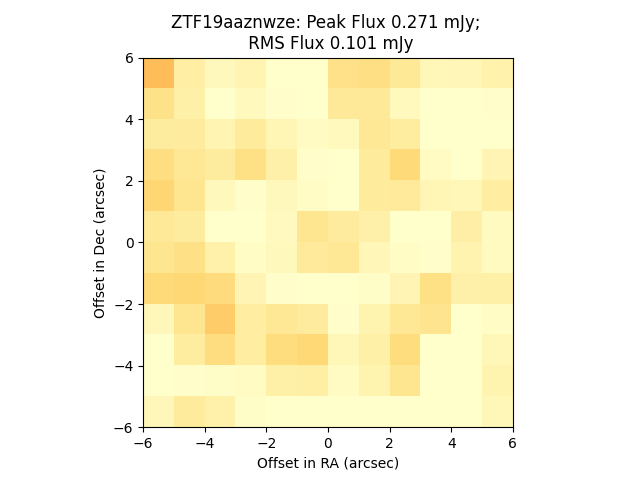 ZTF19aaznwze: Peak Flux 0.271 mJy;
RMS Flux 0.101 mJy
6
4
2
0
−2
−4
−6
Offset in Dec (arcsec)
−6 −4 −2 0 2 4 6
Offset in RA (arcsec)